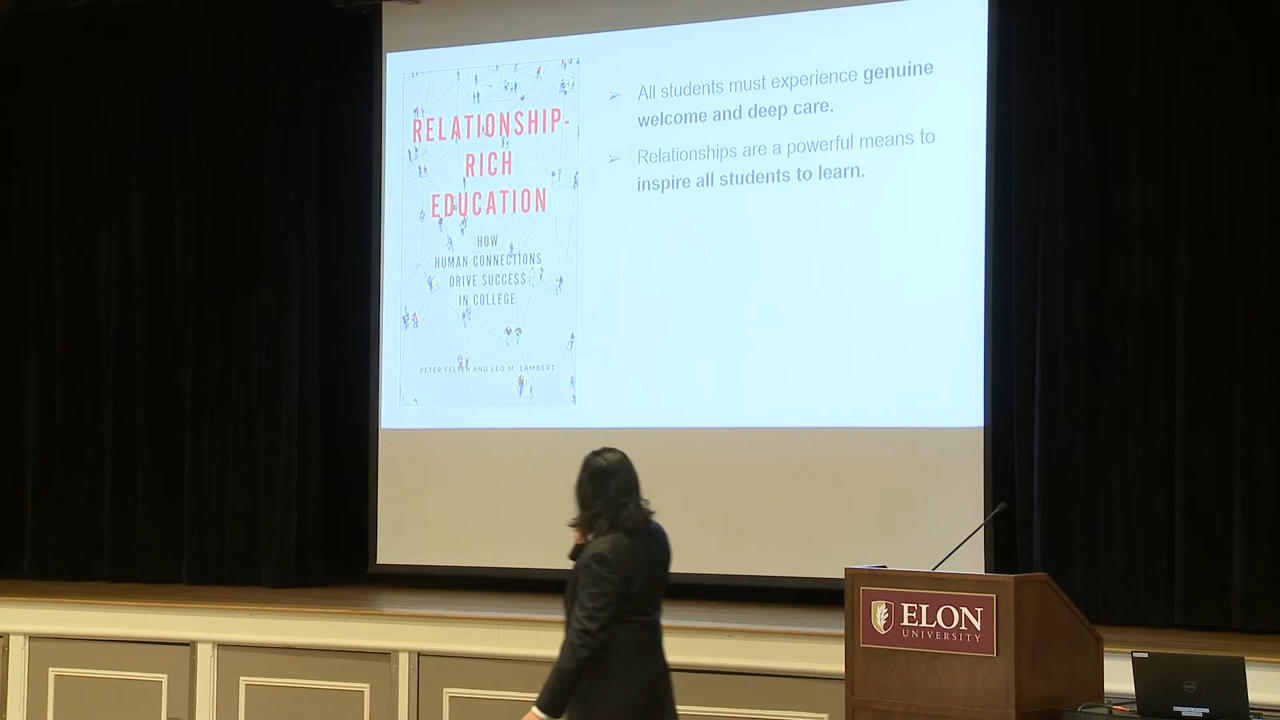 RELATIONSHIP-
RICH
EDUCATION
HOW
HUMAN CONNECTIONS
DRIVE SUCCESS
IN COLLEGE
PETER FELTEN AND LEO M. LAMBERT
➢ All students must experience genuine
welcome and deep care.
➢ Relationships are a powerful means to
inspire all students to learn.
ELON
UNIVERSITY
DELL